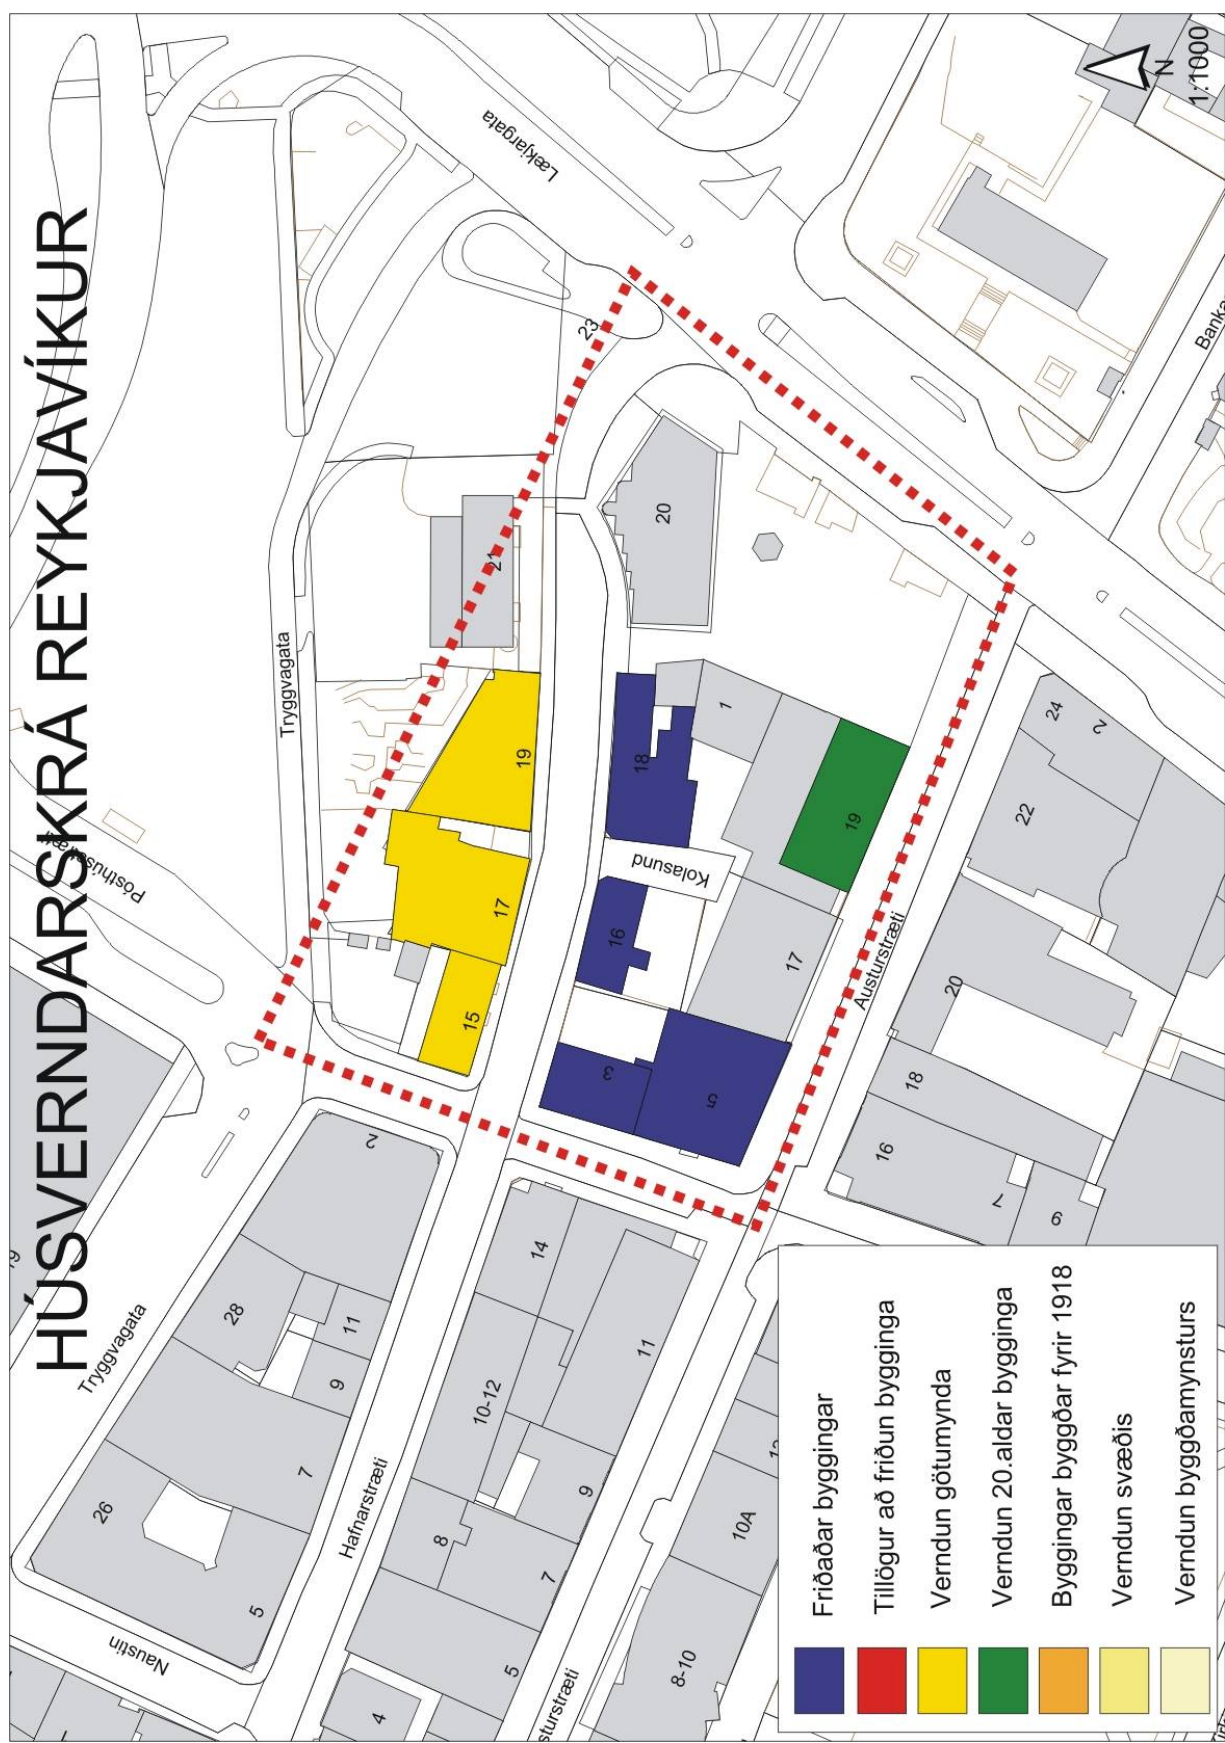 HÚSVERNDARSKRÁ REYKJAVÍKUR
Tryggvagata
Naustin
26
28
5
7
9
11
2
Pósthússtræti
Tryggvagata
Lækjargata
N
1:1000
Hafnarstræti
15
17
19
21
23
4
5
8
7
10-12
9
14
11
3
5
16
Kolasund
18
20
1
17
19
Austurstræti
8-10
10A
16
7
9
18
20
22
24
2
Friðaðar byggingar
Tillögur að friðun bygginga
Verndun götumynda
Verndun 20.aldar bygginga
Byggingar byggðar fyrir 1918
Verndun svæðis
Verndun byggðamynsturs